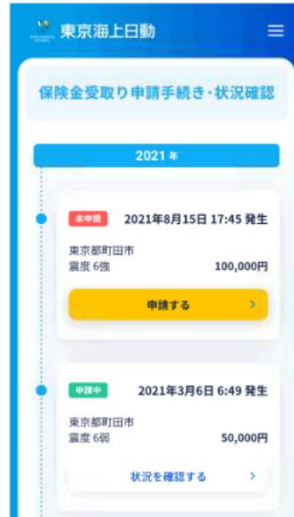 東京海上日動
保険金受取り申請手続き・状況確認
2021 年
未申請 2021年8月15日 17:45 発生
東京都町田市
震度 6強 100,000円
申請する
申請中 2021年3月6日 6:49 発生
東京都町田市
震度 6弱 50,000円
状況を確認する